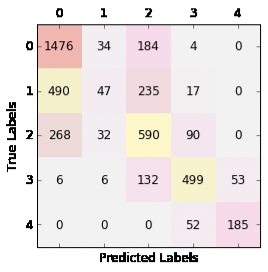 0 1 2 3 4
0 1476 34 184 4 0
1 490 47 235 17 0
2 268 32 590 90 0
3 6 6 132 499 53
4 0 0 0 52 185
True Labels
Predicted Labels